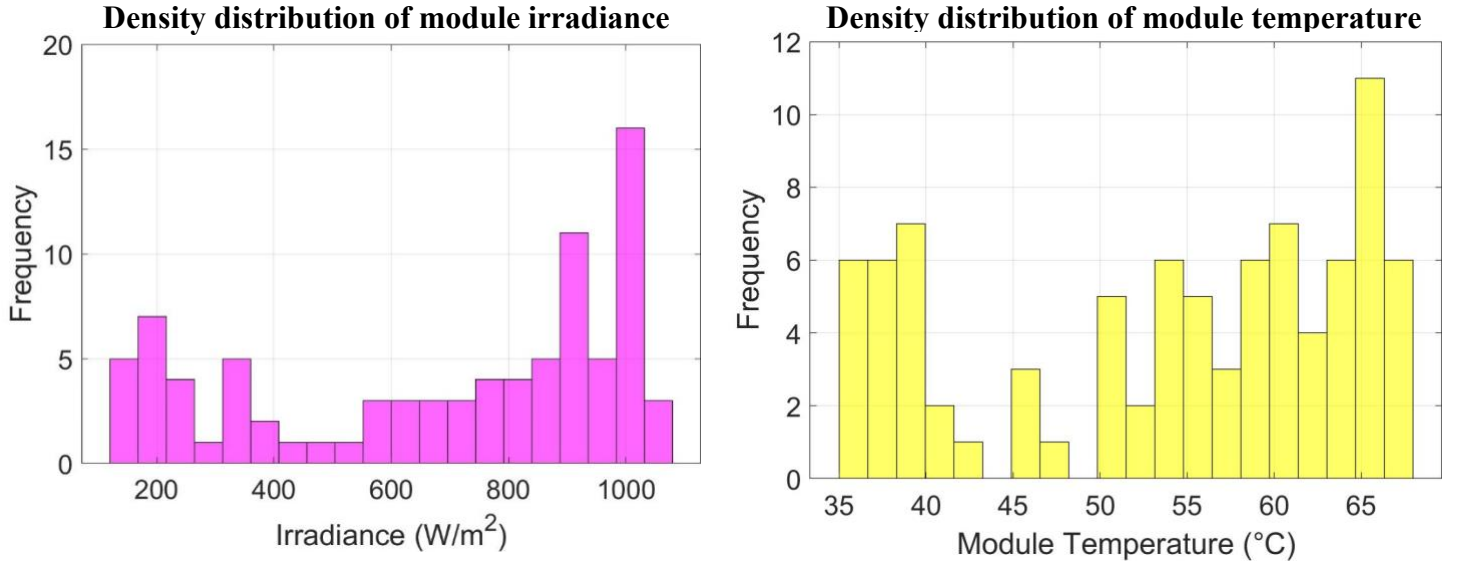 Density distribution of module irradiance
20
15
10
5
0
Frequency
200 400 600 800 1000
Irradiance (W/m²)
Density distribution of module temperature
12
10
8
6
4
2
0
Frequency
35 40 45 50 55 60 65
Module Temperature (°C)